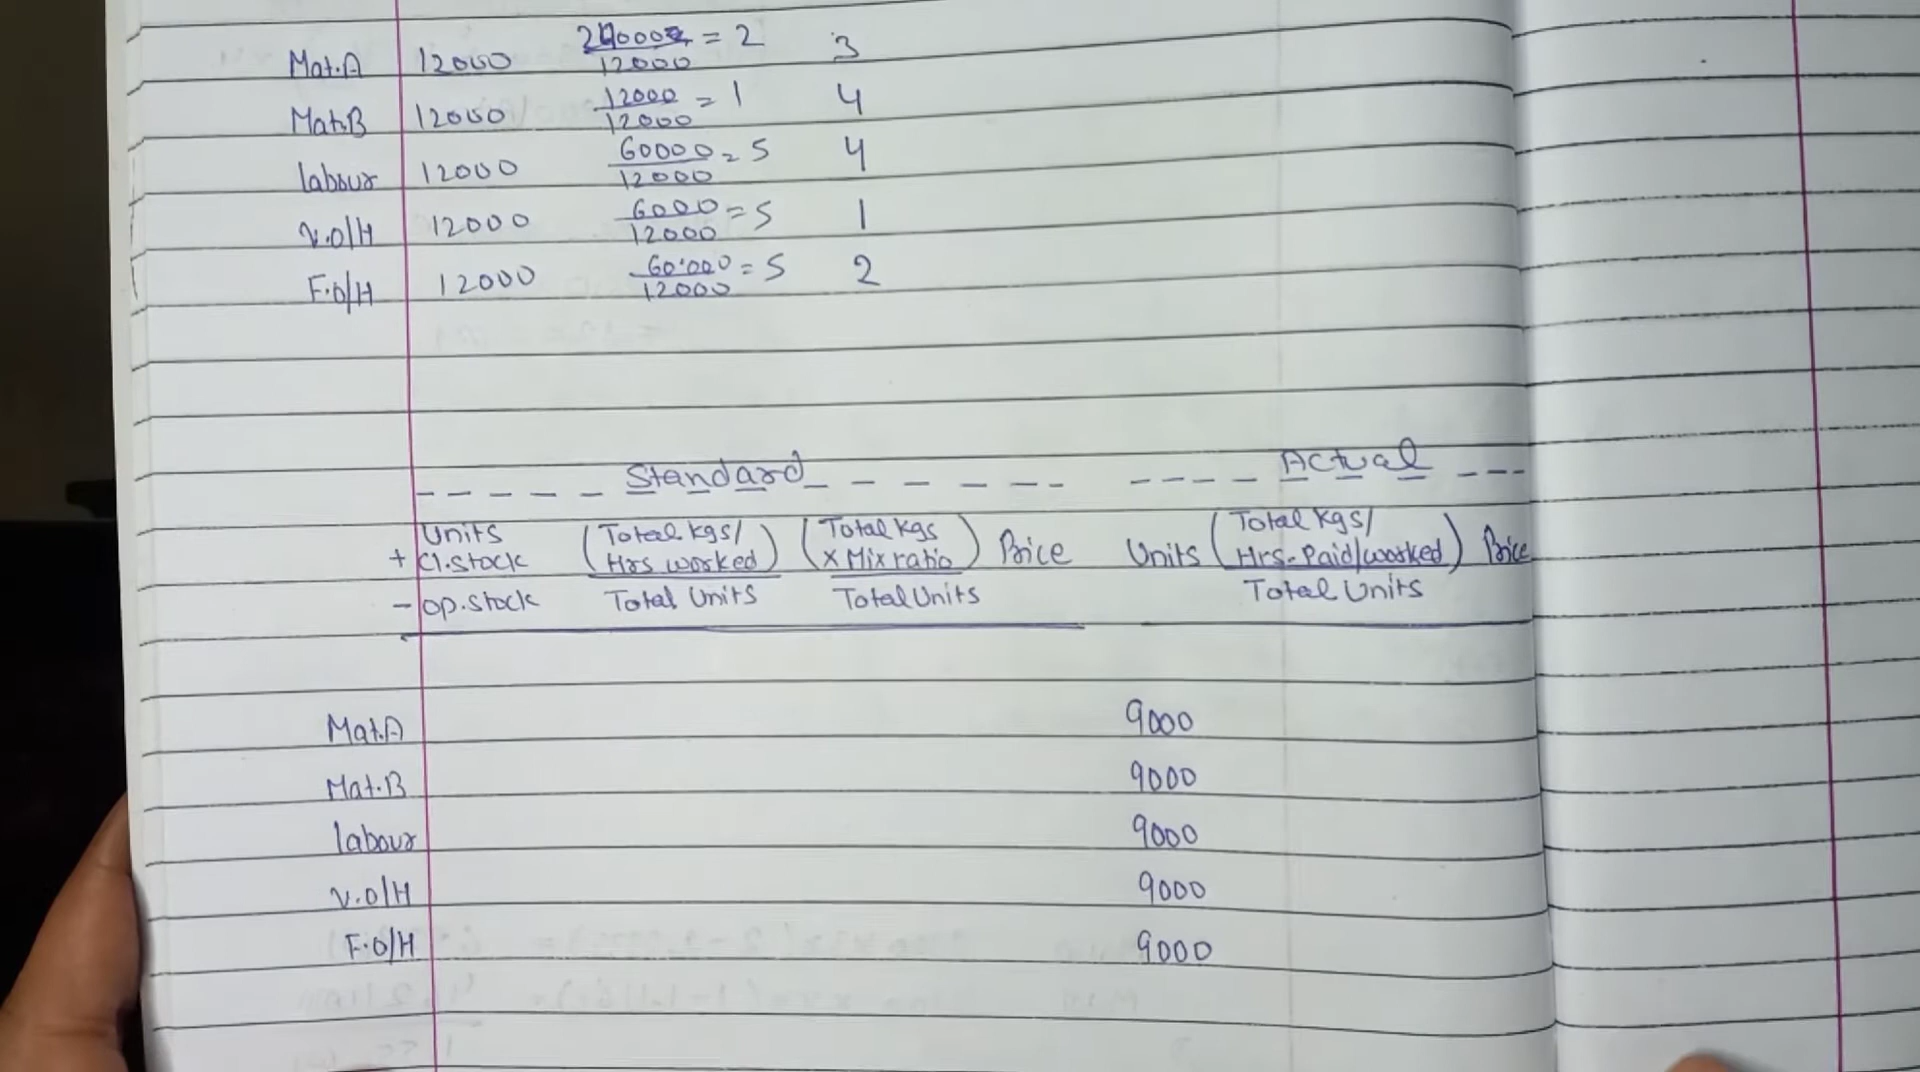 Mat.A 12000 24000/12000 = 2 3
Mat.B 12000 12000/12000 = 1 4
labour 12000 60000/12000 = 5 4
V.O/H 12000 6000/12000 = 5 1
F.O/H 12000 60'000/12000 = 5 2
- - - - - Standard - - - - - - - - - - Actual - - -
Units (Total kgs/ (Total kgs Total kgs/
+ Cl.stock Hrs worked) × Mix ratio) Price Units (Hrs-Paid/worked) Price
- op.stock Total Units Total Units Total Units
Mat.A 9000
Mat.B 9000
labour 9000
V.O/H 9000
F.O/H 9000